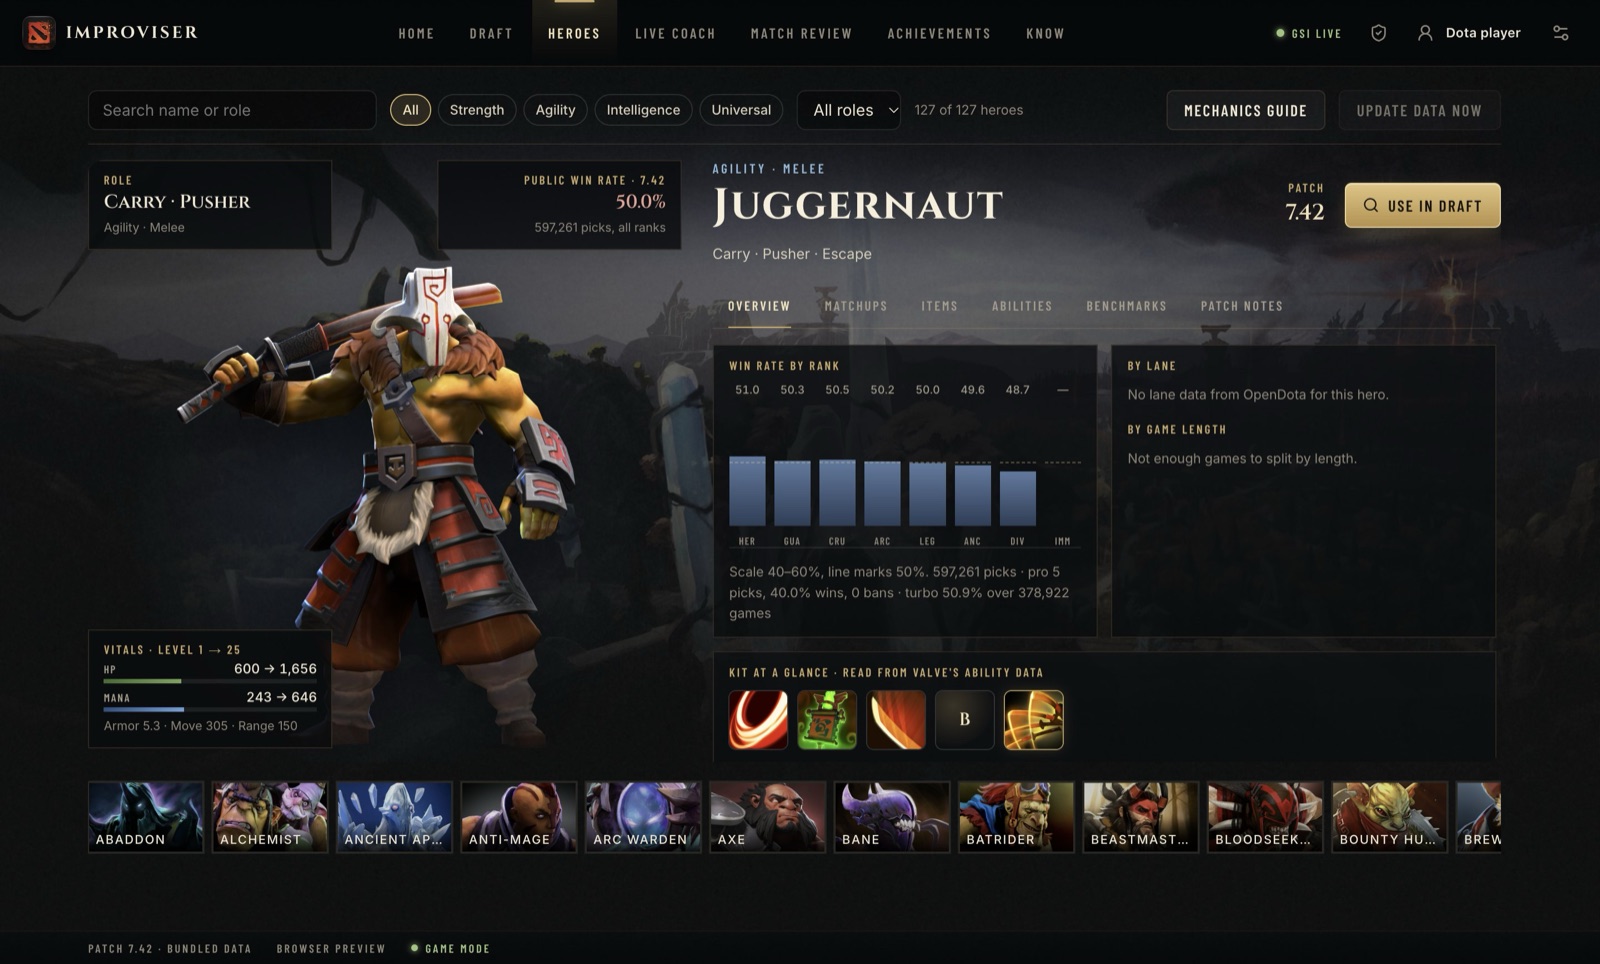 IMPROVISER
HOME
DRAFT
HEROES
LIVE COACH
MATCH REVIEW
ACHIEVEMENTS
KNOW
GSI LIVE
Dota player
Search name or role
All
Strength
Agility
Intelligence
Universal
All roles
127 of 127 heroes
MECHANICS GUIDE
UPDATE DATA NOW
ROLE
CARRY · PUSHER
Agility · Melee
PUBLIC WIN RATE · 7.42
50.0%
597,261 picks, all ranks
AGILITY · MELEE
JUGGERNAUT
Carry · Pusher · Escape
PATCH
7.42
USE IN DRAFT
OVERVIEW
MATCHUPS
ITEMS
ABILITIES
BENCHMARKS
PATCH NOTES
WIN RATE BY RANK
51.0 50.3 50.5 50.2 50.0 49.6 48.7 —
HER GUA CRU ARC LEG ANC DIV IMM
Scale 40–60%, line marks 50%. 597,261 picks · pro 5
picks, 40.0% wins, 0 bans · turbo 50.9% over 378,922
games
BY LANE
No lane data from OpenDota for this hero.
BY GAME LENGTH
Not enough games to split by length.
VITALS · LEVEL 1 → 25
HP 600 → 1,656
MANA 243 → 646
Armor 5.3 · Move 305 · Range 150
KIT AT A GLANCE · READ FROM VALVE'S ABILITY DATA
B
ABADDON
ALCHEMIST
ANCIENT AP...
ANTI-MAGE
ARC WARDEN
AXE
BANE
BATRIDER
BEASTMAST...
BLOODSEEK...
BOUNTY HU...
BREW
PATCH 7.42 · BUNDLED DATA
BROWSER PREVIEW
GAME MODE